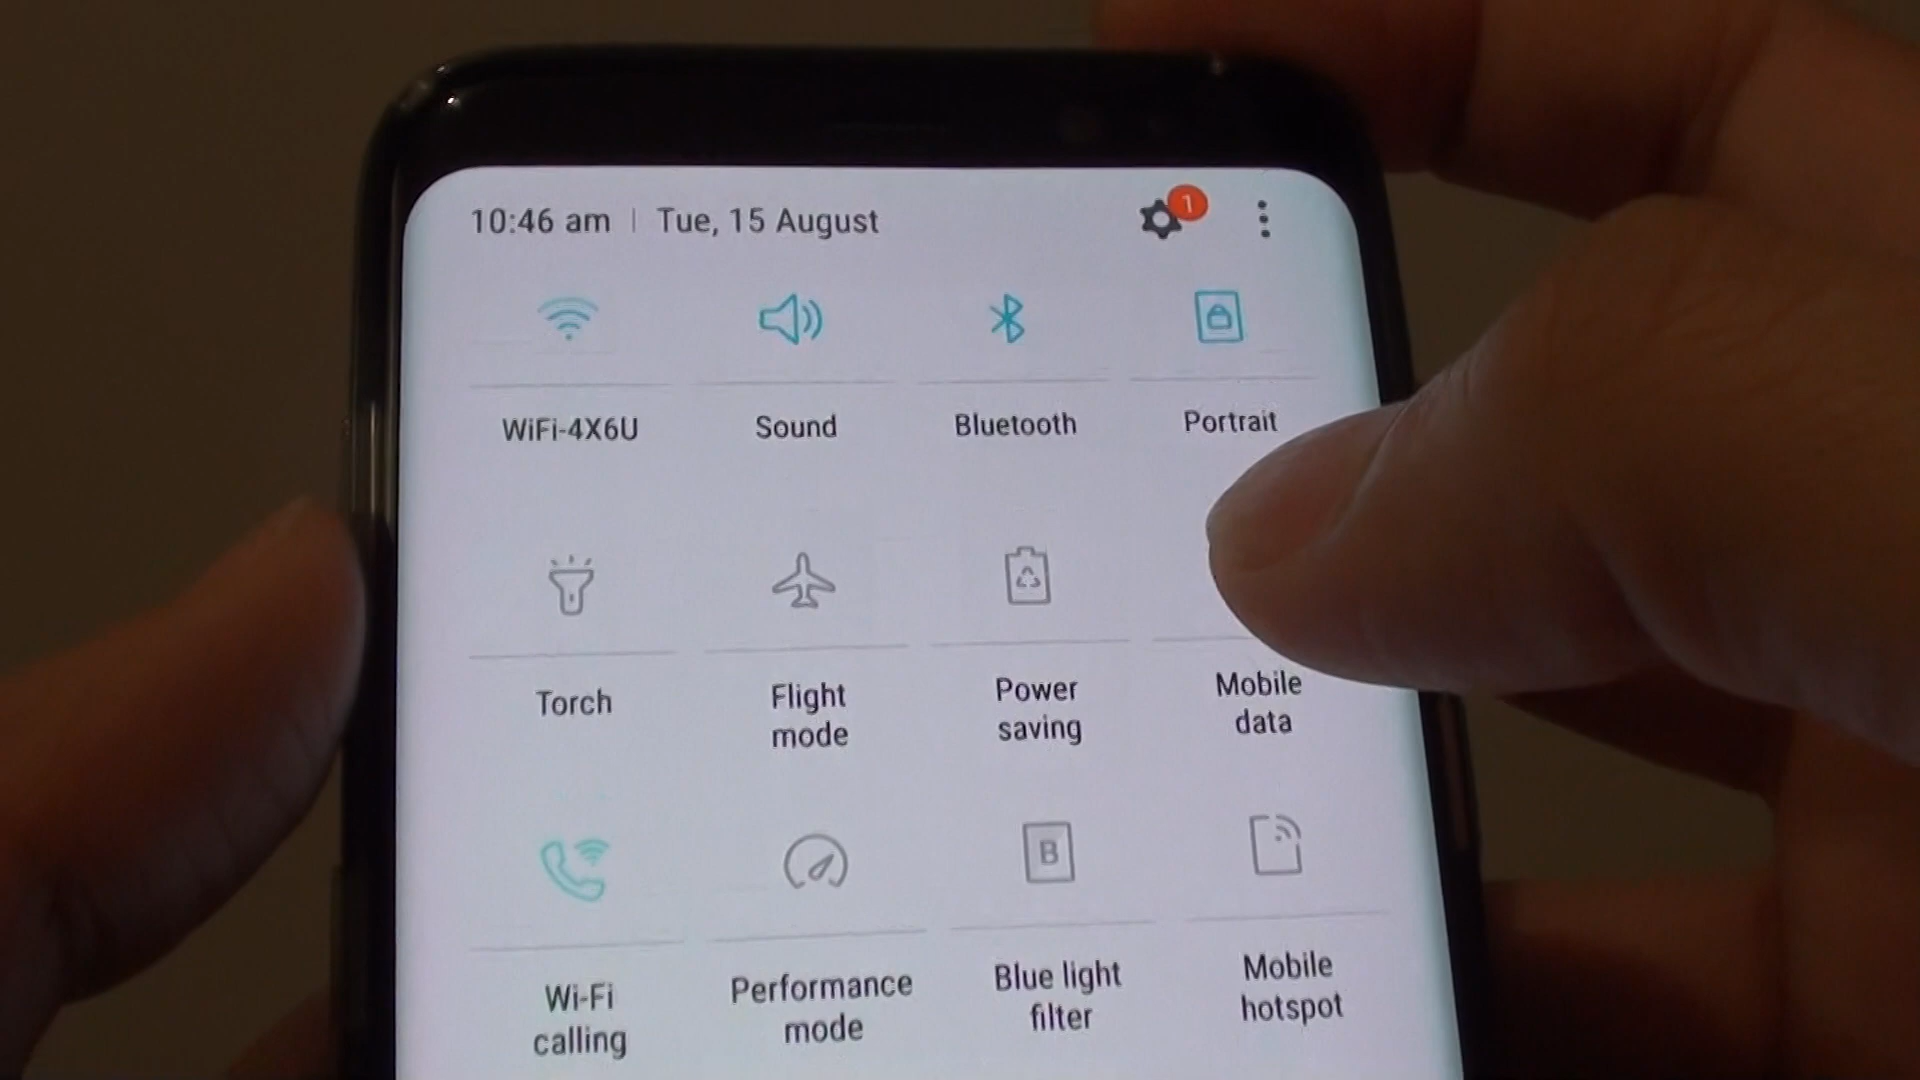 10:46 am | Tue, 15 August
1
WiFi-4X6U
Sound
Bluetooth
Portrait
Torch
Flight
mode
Power
saving
Mobile
data
B
Wi-Fi
calling
Performance
mode
Blue light
filter
Mobile
hotspot